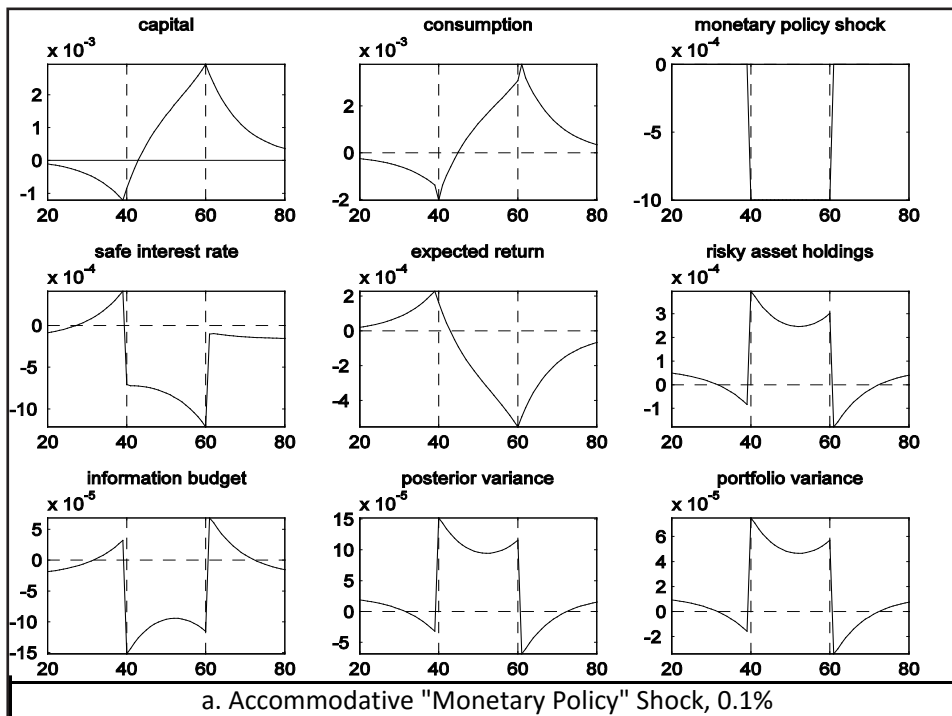 capital consumption monetary policy shock
x 10^-3 x 10^-3 x 10^-4
2 2 0
1
0 0 -5
-1 -2 -10
20 40 60 80 20 40 60 80 20 40 60 80
safe interest rate expected return risky asset holdings
x 10^-4 x 10^-4 x 10^-4
0 2 3
-5 0 2
-10 -2 1
-4 0
-1
20 40 60 80 20 40 60 80 20 40 60 80
information budget posterior variance portfolio variance
x 10^-5 x 10^-5 x 10^-5
5 15 6
0 10 4
-5 5 2
-10 0 0
-15 -5 -2
20 40 60 80 20 40 60 80 20 40 60 80
a. Accommodative "Monetary Policy" Shock, 0.1%